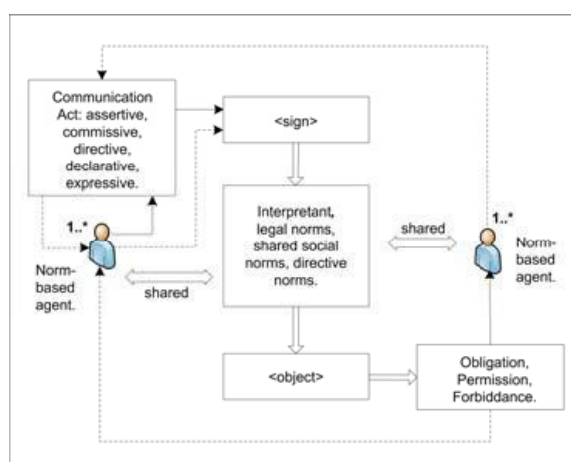 Communication
Act: assertive,
commissive,
directive,
declarative,
expressive.
<sign>
1..*
Norm-
based
agent.
shared
Interpretant,
legal norms,
shared social
norms, directive
norms.
shared
1..*
Norm-
based
agent.
<object>
Obligation,
Permission,
Forbiddance.